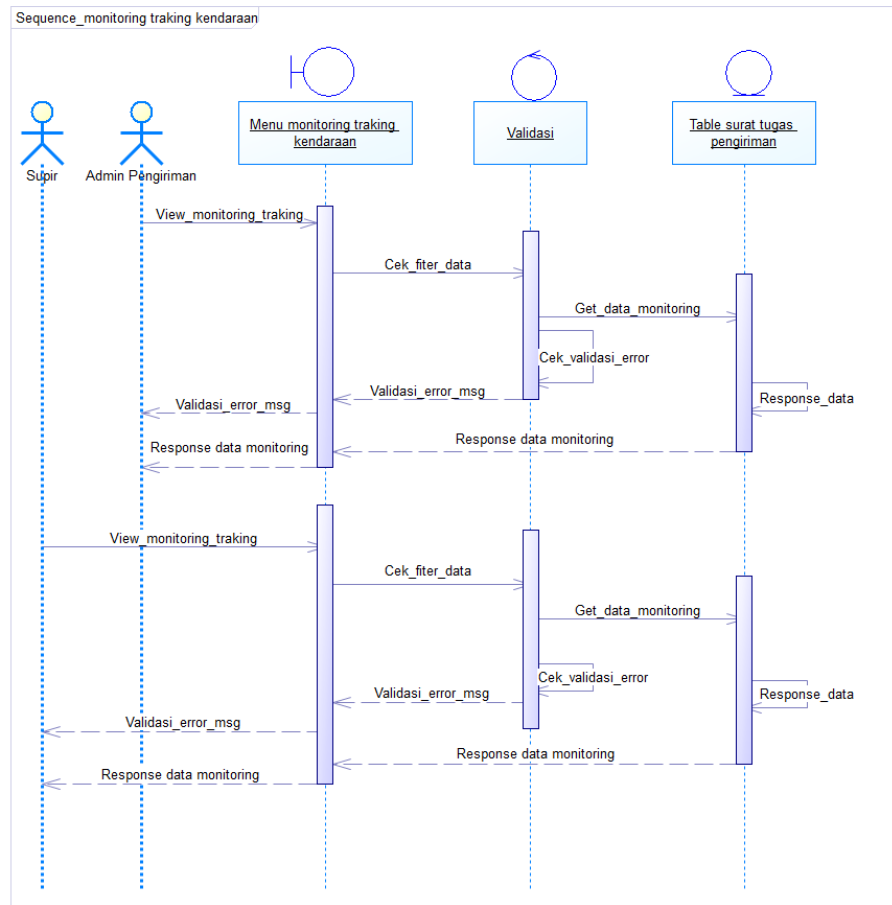 Sequence_monitoring traking kendaraan
Menu monitoring traking
kendaraan
Validasi
Table surat tugas
pengiriman
Supir
Admin Pengiriman
View_monitoring_traking
Cek_fiter_data
Get_data_monitoring
Cek_validasi_error
Validasi_error_msg
Response_data
Validasi_error_msg
Response data monitoring
Response data monitoring
View_monitoring_traking
Cek_fiter_data
Get_data_monitoring
Cek_validasi_error
Validasi_error_msg
Response_data
Validasi_error_msg
Response data monitoring
Response data monitoring